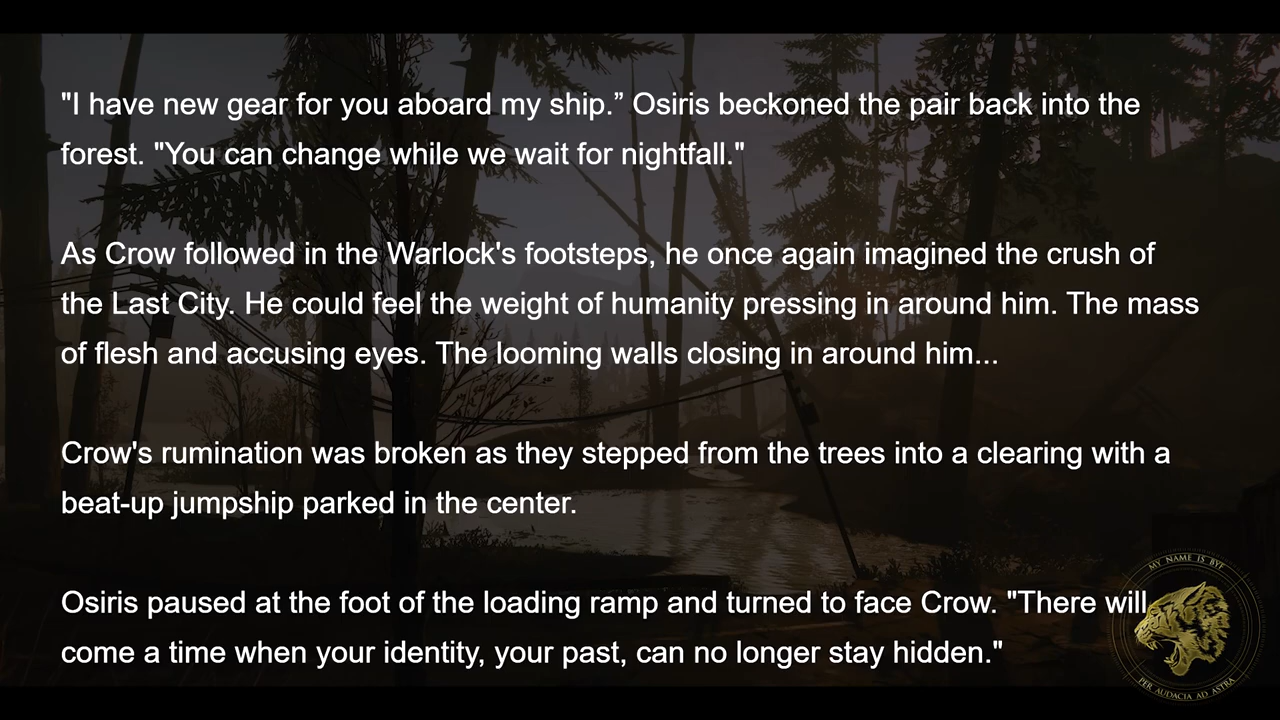 "I have new gear for you aboard my ship.” Osiris beckoned the pair back into the
forest. "You can change while we wait for nightfall."
As Crow followed in the Warlock's footsteps, he once again imagined the crush of
the Last City. He could feel the weight of humanity pressing in around him. The mass
of flesh and accusing eyes. The looming walls closing in around him...
Crow's rumination was broken as they stepped from the trees into a clearing with a
beat-up jumpship parked in the center.
Osiris paused at the foot of the loading ramp and turned to face Crow. "There will
come a time when your identity, your past, can no longer stay hidden."
MY NAME IS BYF
PER AUDACIA AD ASTRA